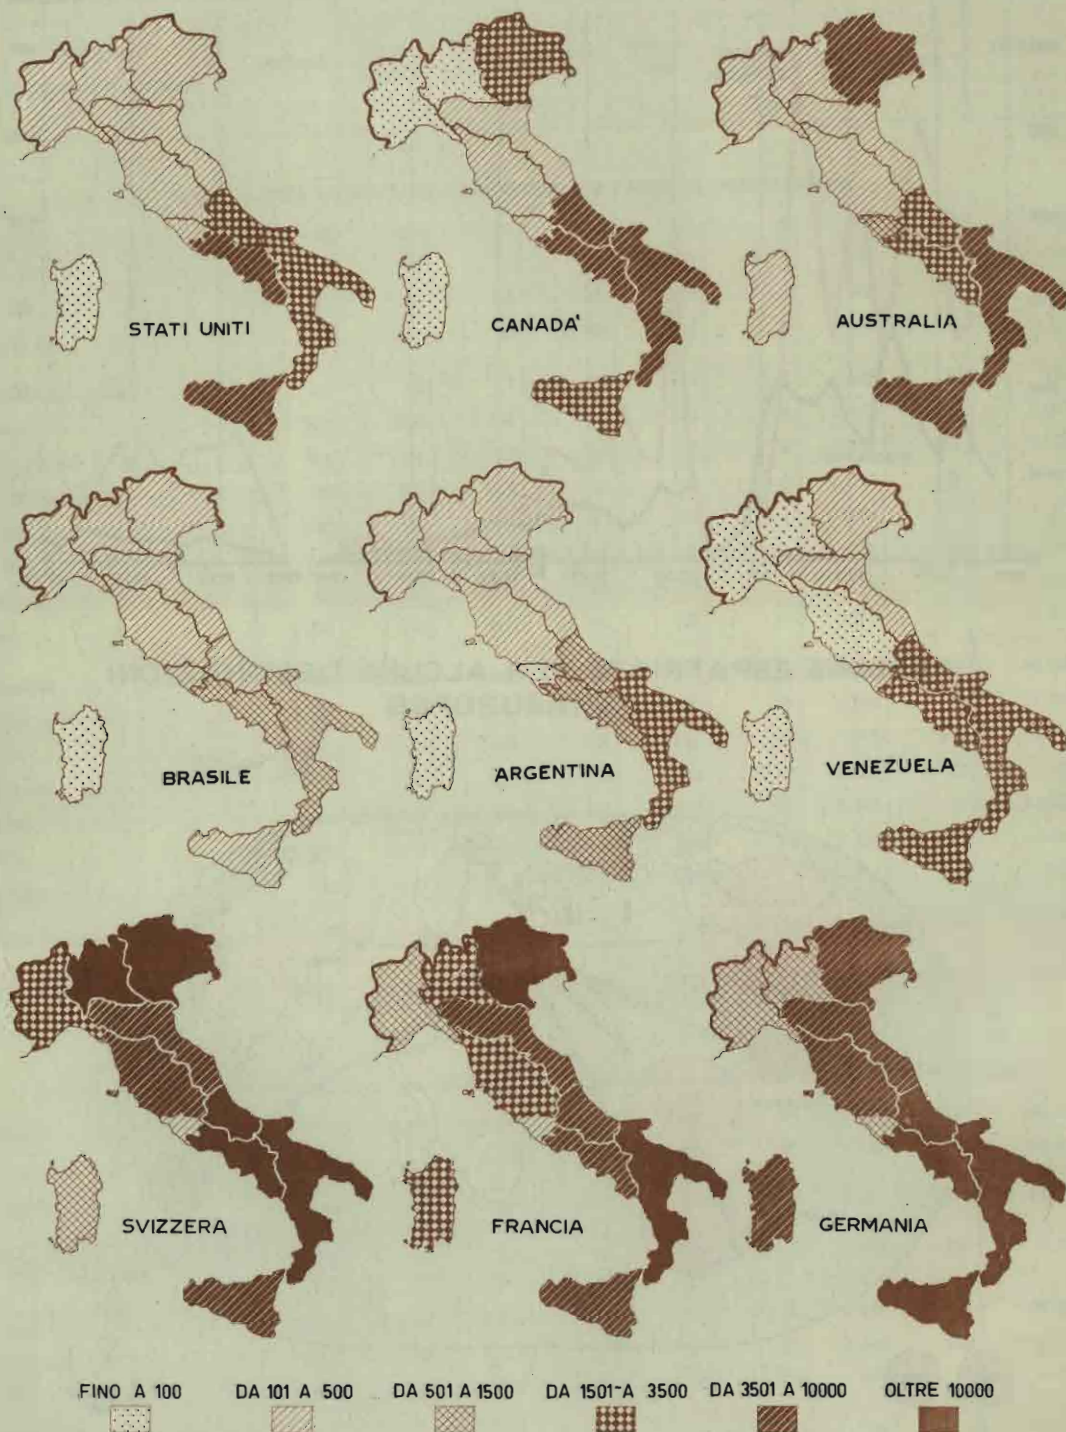 STATI UNITI
CANADA'
AUSTRALIA
BRASILE
ARGENTINA
VENEZUELA
SVIZZERA
FRANCIA
GERMANIA
FINO A 100 DA 101 A 500 DA 501 A 1500 DA 1501-A 3500 DA 3501 A 10000 OLTRE 10000